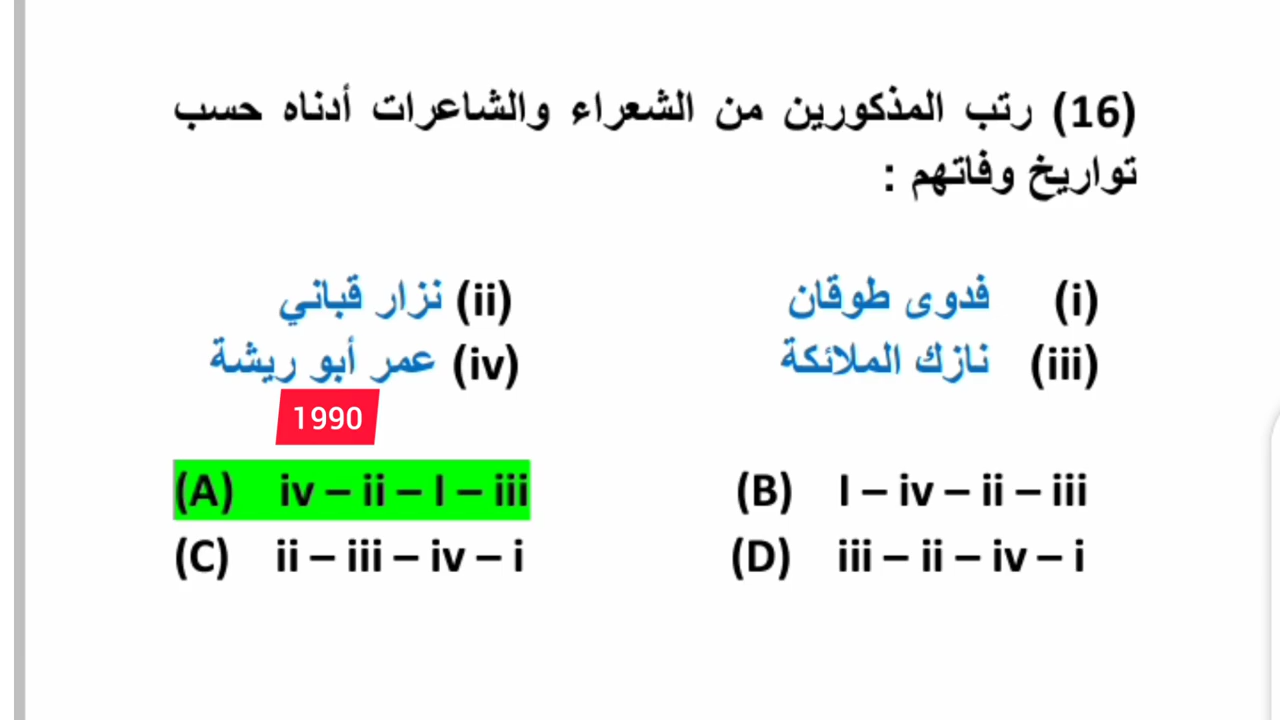 (16) رتب المذكورين من الشعراء والشاعرات أدناه حسب
تواريخ وفاتهم :
(i) فدوى طوقان (ii) نزار قباني
(iii) نازك الملائكة (iv) عمر أبو ريشة
1990
(A) iv – ii – I – iii (B) I – iv – ii – iii
(C) ii – iii – iv – i (D) iii – ii – iv – i